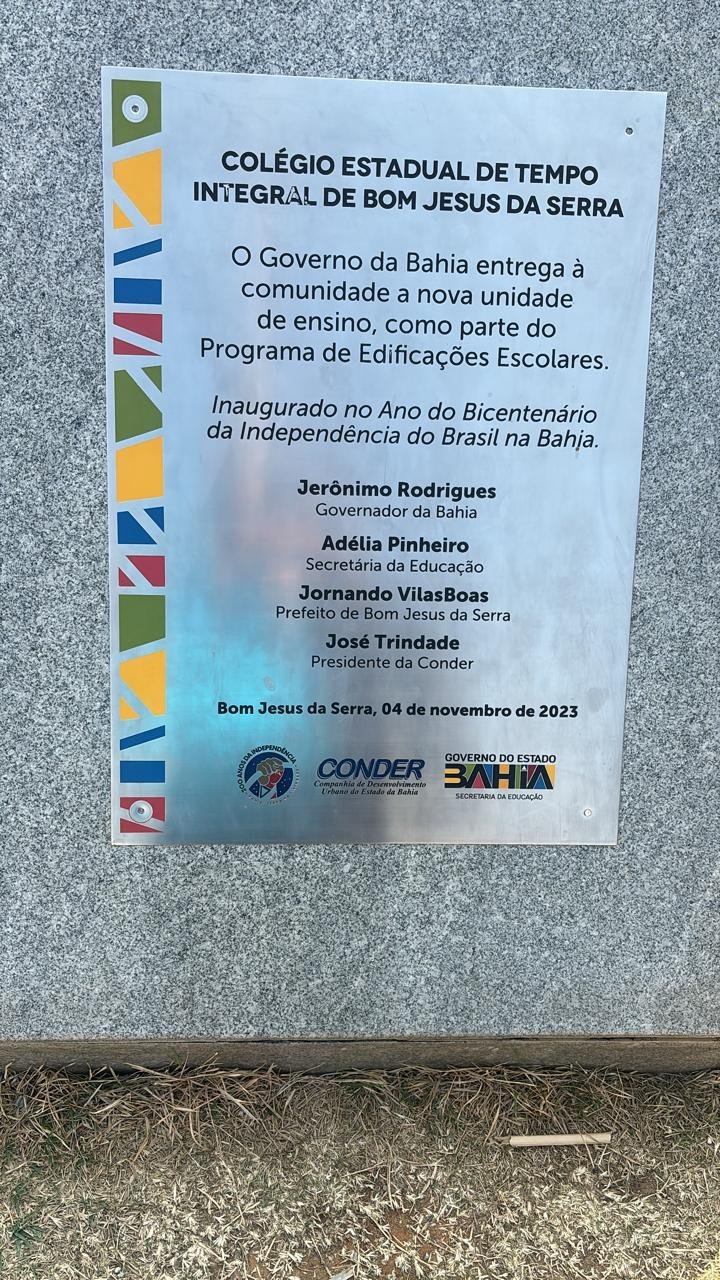 COLÉGIO ESTADUAL DE TEMPO
INTEGRAL DE BOM JESUS DA SERRA
O Governo da Bahia entrega à
comunidade a nova unidade
de ensino, como parte do
Programa de Edificações Escolares.
Inaugurado no Ano do Bicentenário
da Independência do Brasil na Bahia.
Jerônimo Rodrigues
Governador da Bahia
Adélia Pinheiro
Secretária da Educação
Jornando VilasBoas
Prefeito de Bom Jesus da Serra
José Trindade
Presidente da Conder
Bom Jesus da Serra, 04 de novembro de 2023
200 ANOS DA INDEPENDÊNCIA
CONDER
Companhia de Desenvolvimento
Urbano do Estado da Bahia
GOVERNO DO ESTADO
BAHIA
SECRETARIA DA EDUCAÇÃO